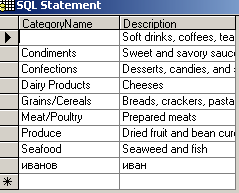 SQL Statement
CategoryName Description
Soft drinks, coffees, tea
Condiments Sweet and savory sauc
Confections Desserts, candies, and s
Dairy Products Cheeses
Grains/Cereals Breads, crackers, pasta
Meat/Poultry Prepared meats
Produce Dried fruit and bean curd
Seafood Seaweed and fish
иванов иван